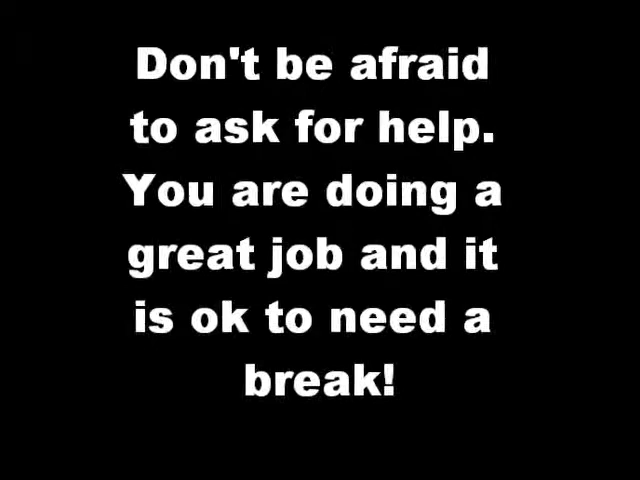 Don't be afraid
to ask for help.
You are doing a
great job and it
is ok to need a
break!